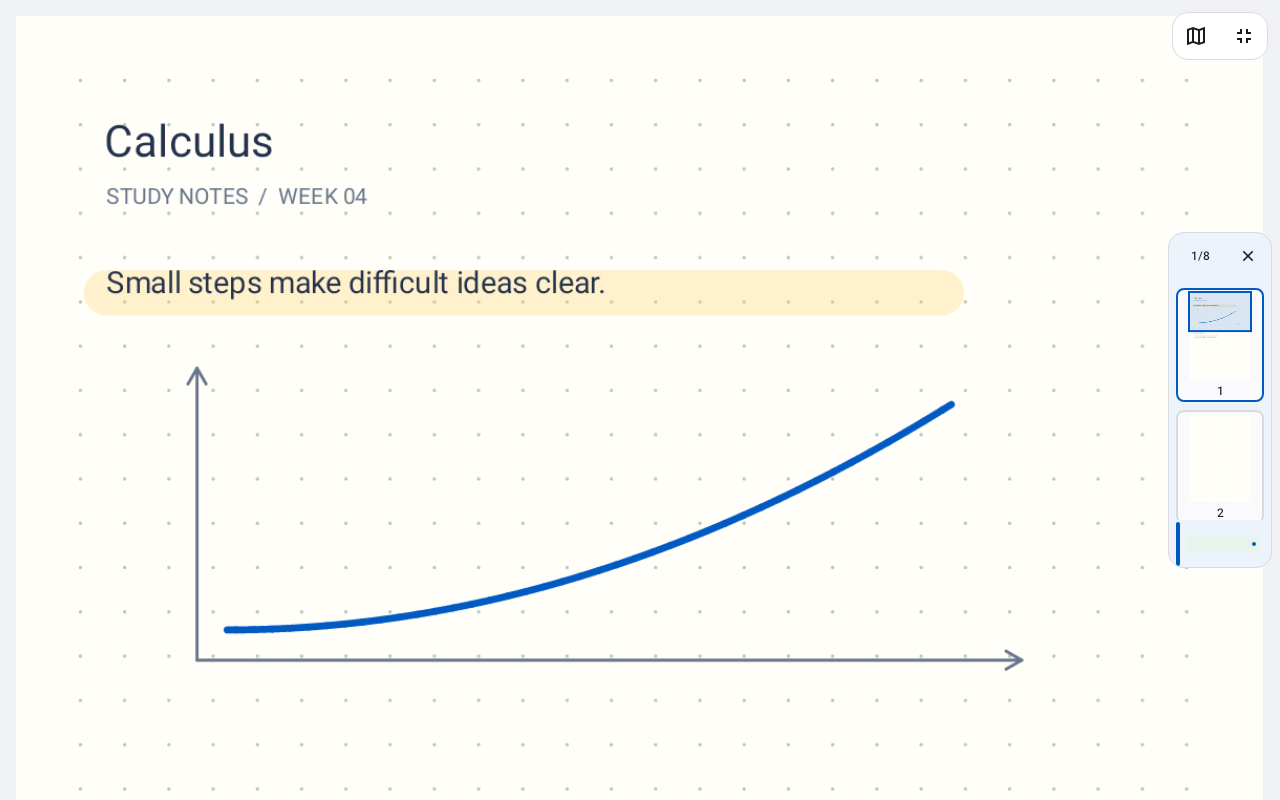 Calculus
STUDY NOTES / WEEK 04
Small steps make difficult ideas clear.
1/8
1
2